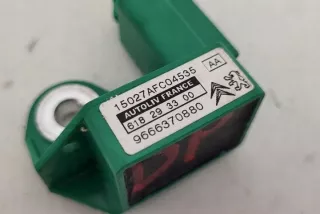 15027AFC04535
AA
AUTOLIV FRANCE
618 29 33 00
9666370880